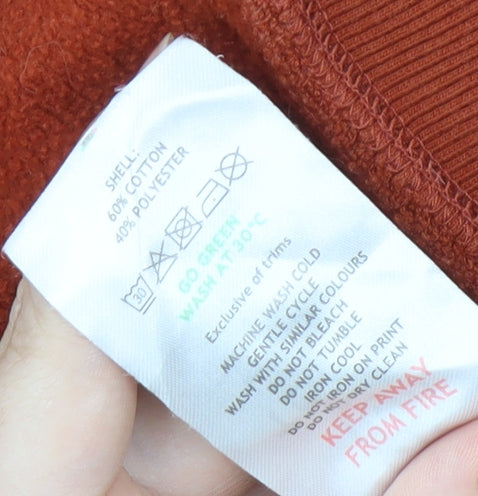 SHELL:
60% COTTON
40% POLYESTER
30
GO GREEN
WASH AT 30°C
Exclusive of trims
MACHINE WASH COLD
GENTLE CYCLE
WASH WITH SIMILAR COLOURS
DO NOT BLEACH
DO NOT TUMBLE
IRON COOL
DO NOT IRON ON PRINT
DO NOT DRY CLEAN
KEEP AWAY
FROM FIRE